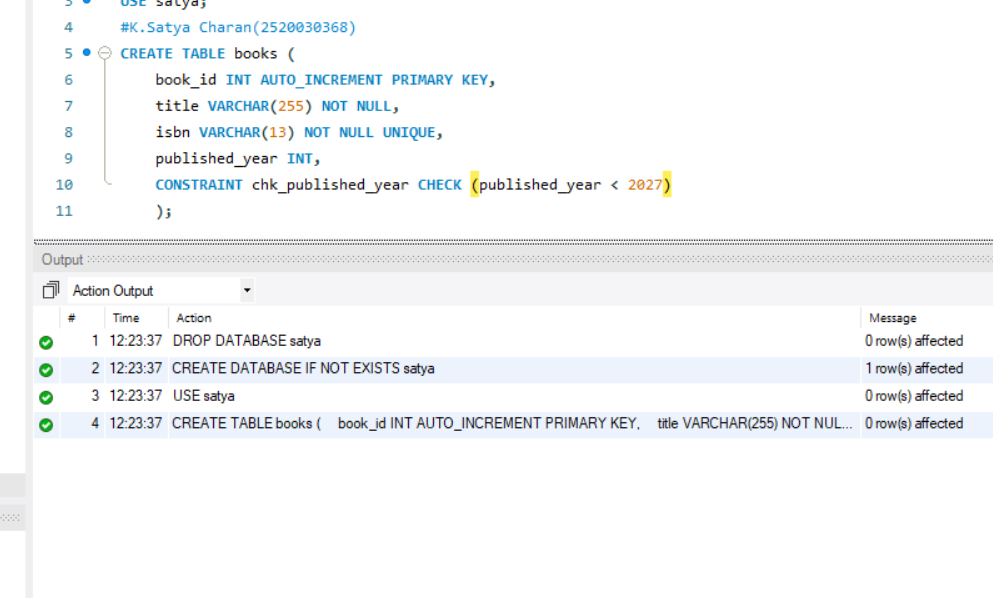 3 USE satya;
4 #K.Satya Charan(2520030368)
5 CREATE TABLE books (
6 book_id INT AUTO_INCREMENT PRIMARY KEY,
7 title VARCHAR(255) NOT NULL,
8 isbn VARCHAR(13) NOT NULL UNIQUE,
9 published_year INT,
10 CONSTRAINT chk_published_year CHECK (published_year < 2027)
11 );
Output
Action Output
# Time Action Message
1 12:23:37 DROP DATABASE satya 0 row(s) affected
2 12:23:37 CREATE DATABASE IF NOT EXISTS satya 1 row(s) affected
3 12:23:37 USE satya 0 row(s) affected
4 12:23:37 CREATE TABLE books ( book_id INT AUTO_INCREMENT PRIMARY KEY, title VARCHAR(255) NOT NUL... 0 row(s) affected